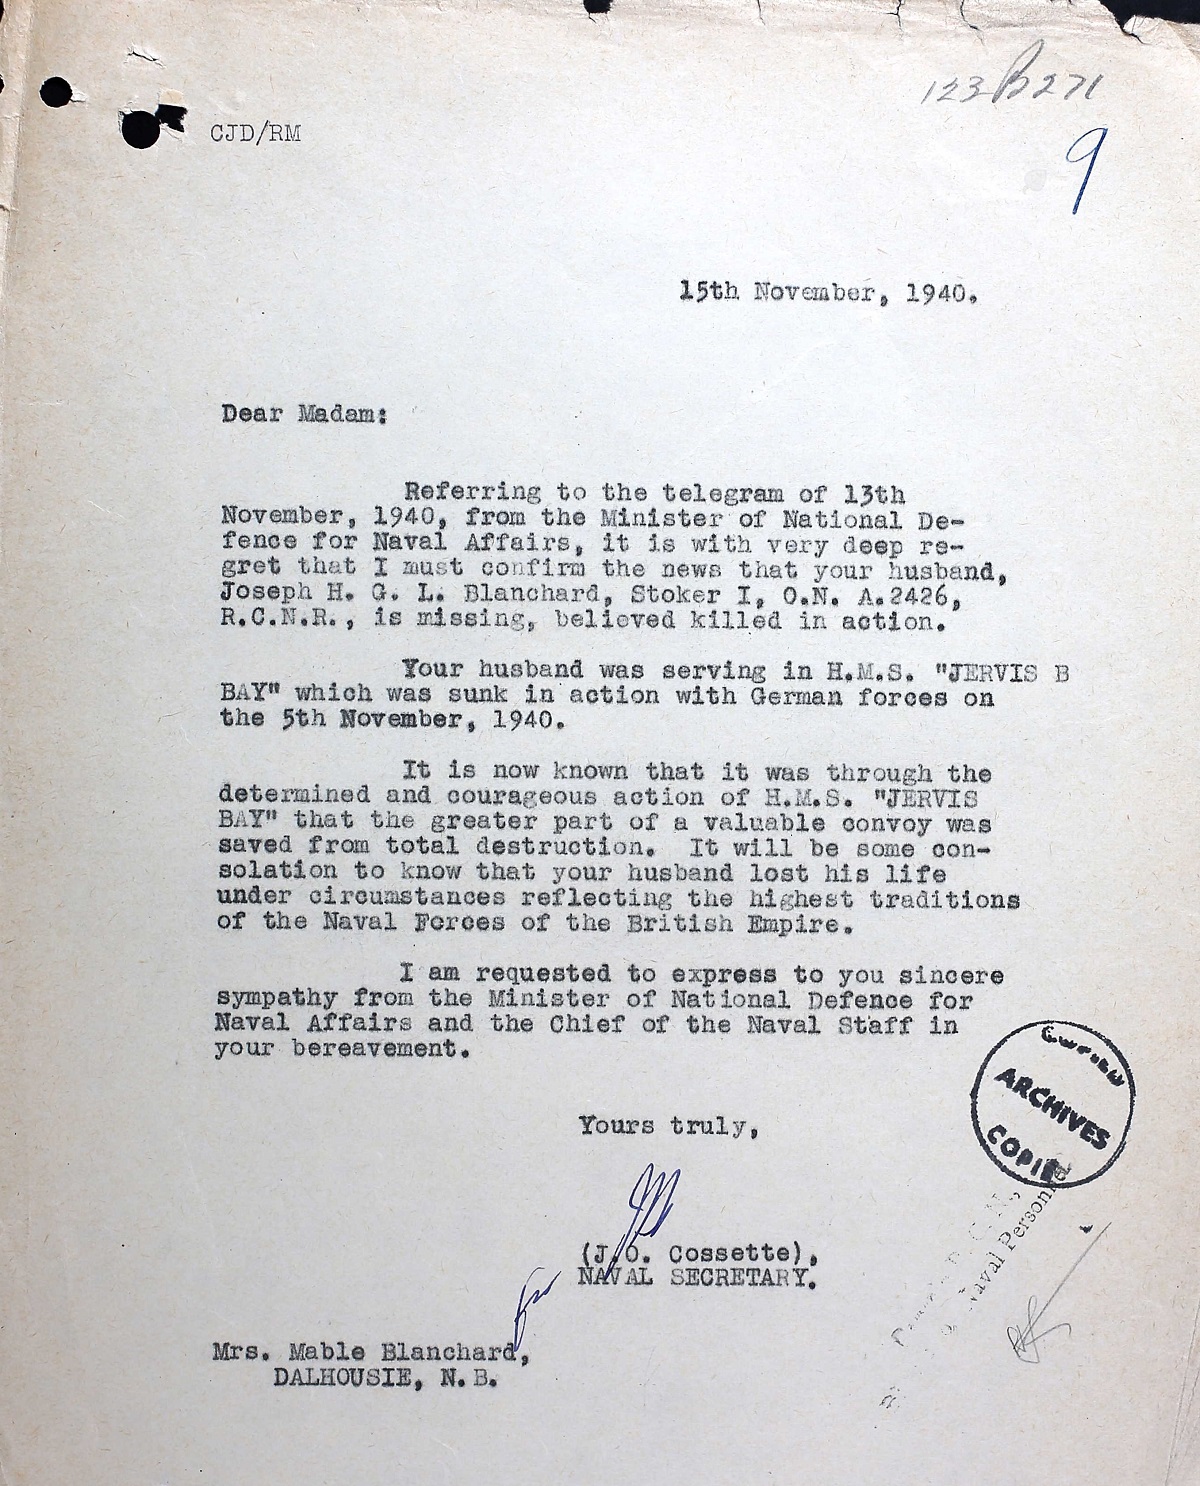 123B271
9
CJD/RM
15th November, 1940.
Dear Madam:
Referring to the telegram of 13th
November, 1940, from the Minister of National De-
fence for Naval Affairs, it is with very deep re-
gret that I must confirm the news that your husband,
Joseph H. G. L. Blanchard, Stoker I, O.N. A.2426,
R.C.N.R., is missing, believed killed in action.
Your husband was serving in H.M.S. "JERVIS B
BAY" which was sunk in action with German forces on
the 5th November, 1940.
It is now known that it was through the
determined and courageous action of H.M.S. "JERVIS
BAY" that the greater part of a valuable convoy was
saved from total destruction. It will be some con-
solation to know that your husband lost his life
under circumstances reflecting the highest traditions
of the Naval Forces of the British Empire.
I am requested to express to you sincere
sympathy from the Minister of National Defence for
Naval Affairs and the Chief of the Naval Staff in
your bereavement.
ARCHIVES
COPIE
Yours truly,
Naval Personnel
(J.O. Cossette),
NAVAL SECRETARY.
for
Mrs. Mable Blanchard,
DALHOUSIE, N.B.